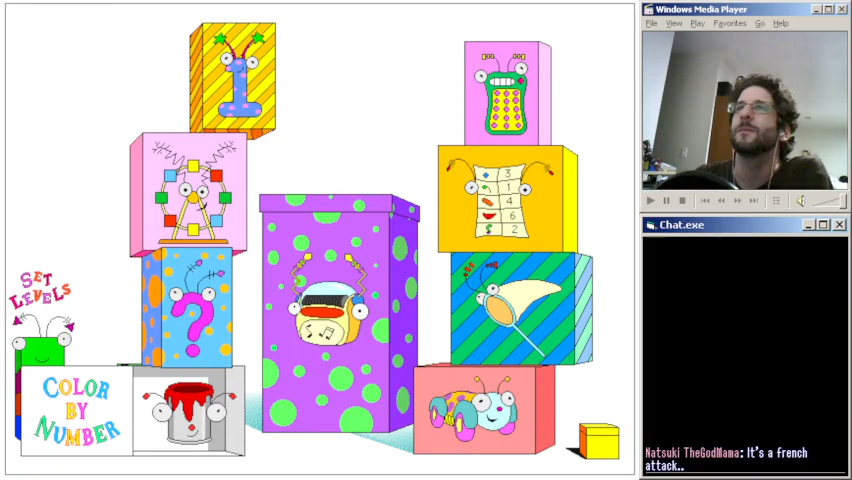 Windows Media Player
File View Play Favorites Go Help
1
3
1
4
6
2
?
SET
LEVELS
COLOR
BY
NUMBER
Chat.exe
Natsuki TheGodMama: It's a french
attack..